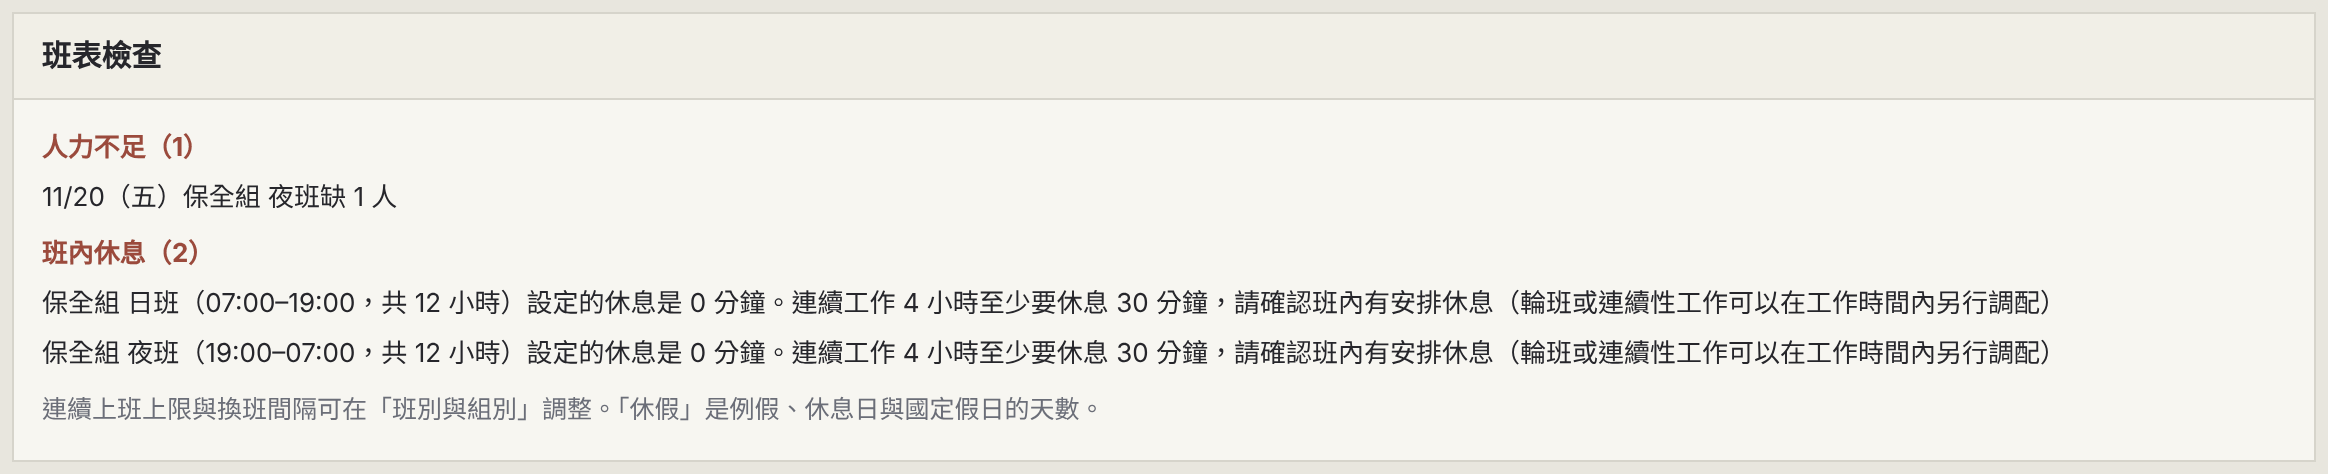 班表檢查
人力不足（1）
11/20（五）保全組 夜班缺 1 人
班內休息（2）
保全組 日班（07:00–19:00，共 12 小時）設定的休息是 0 分鐘。連續工作 4 小時至少要休息 30 分鐘，請確認班內有安排休息（輪班或連續性工作可以在工作時間內另行調配）
保全組 夜班（19:00–07:00，共 12 小時）設定的休息是 0 分鐘。連續工作 4 小時至少要休息 30 分鐘，請確認班內有安排休息（輪班或連續性工作可以在工作時間內另行調配）
連續上班上限與換班間隔可在「班別與組別」調整。「休假」是例假、休息日與國定假日的天數。